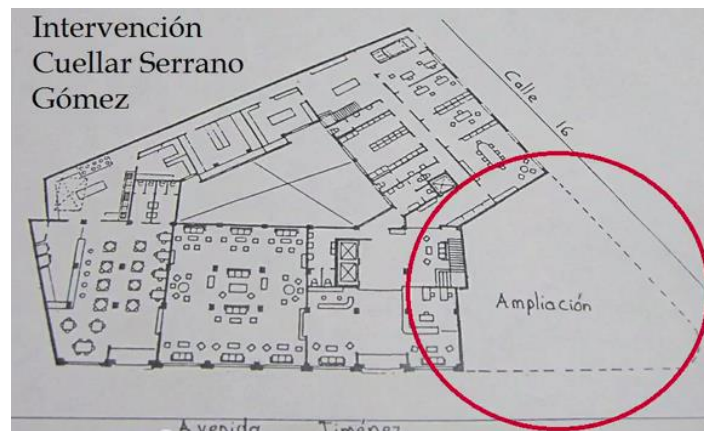 Intervención
Cuellar Serrano
Gómez
Calle 16
Ampliación
Avenida Jiménez